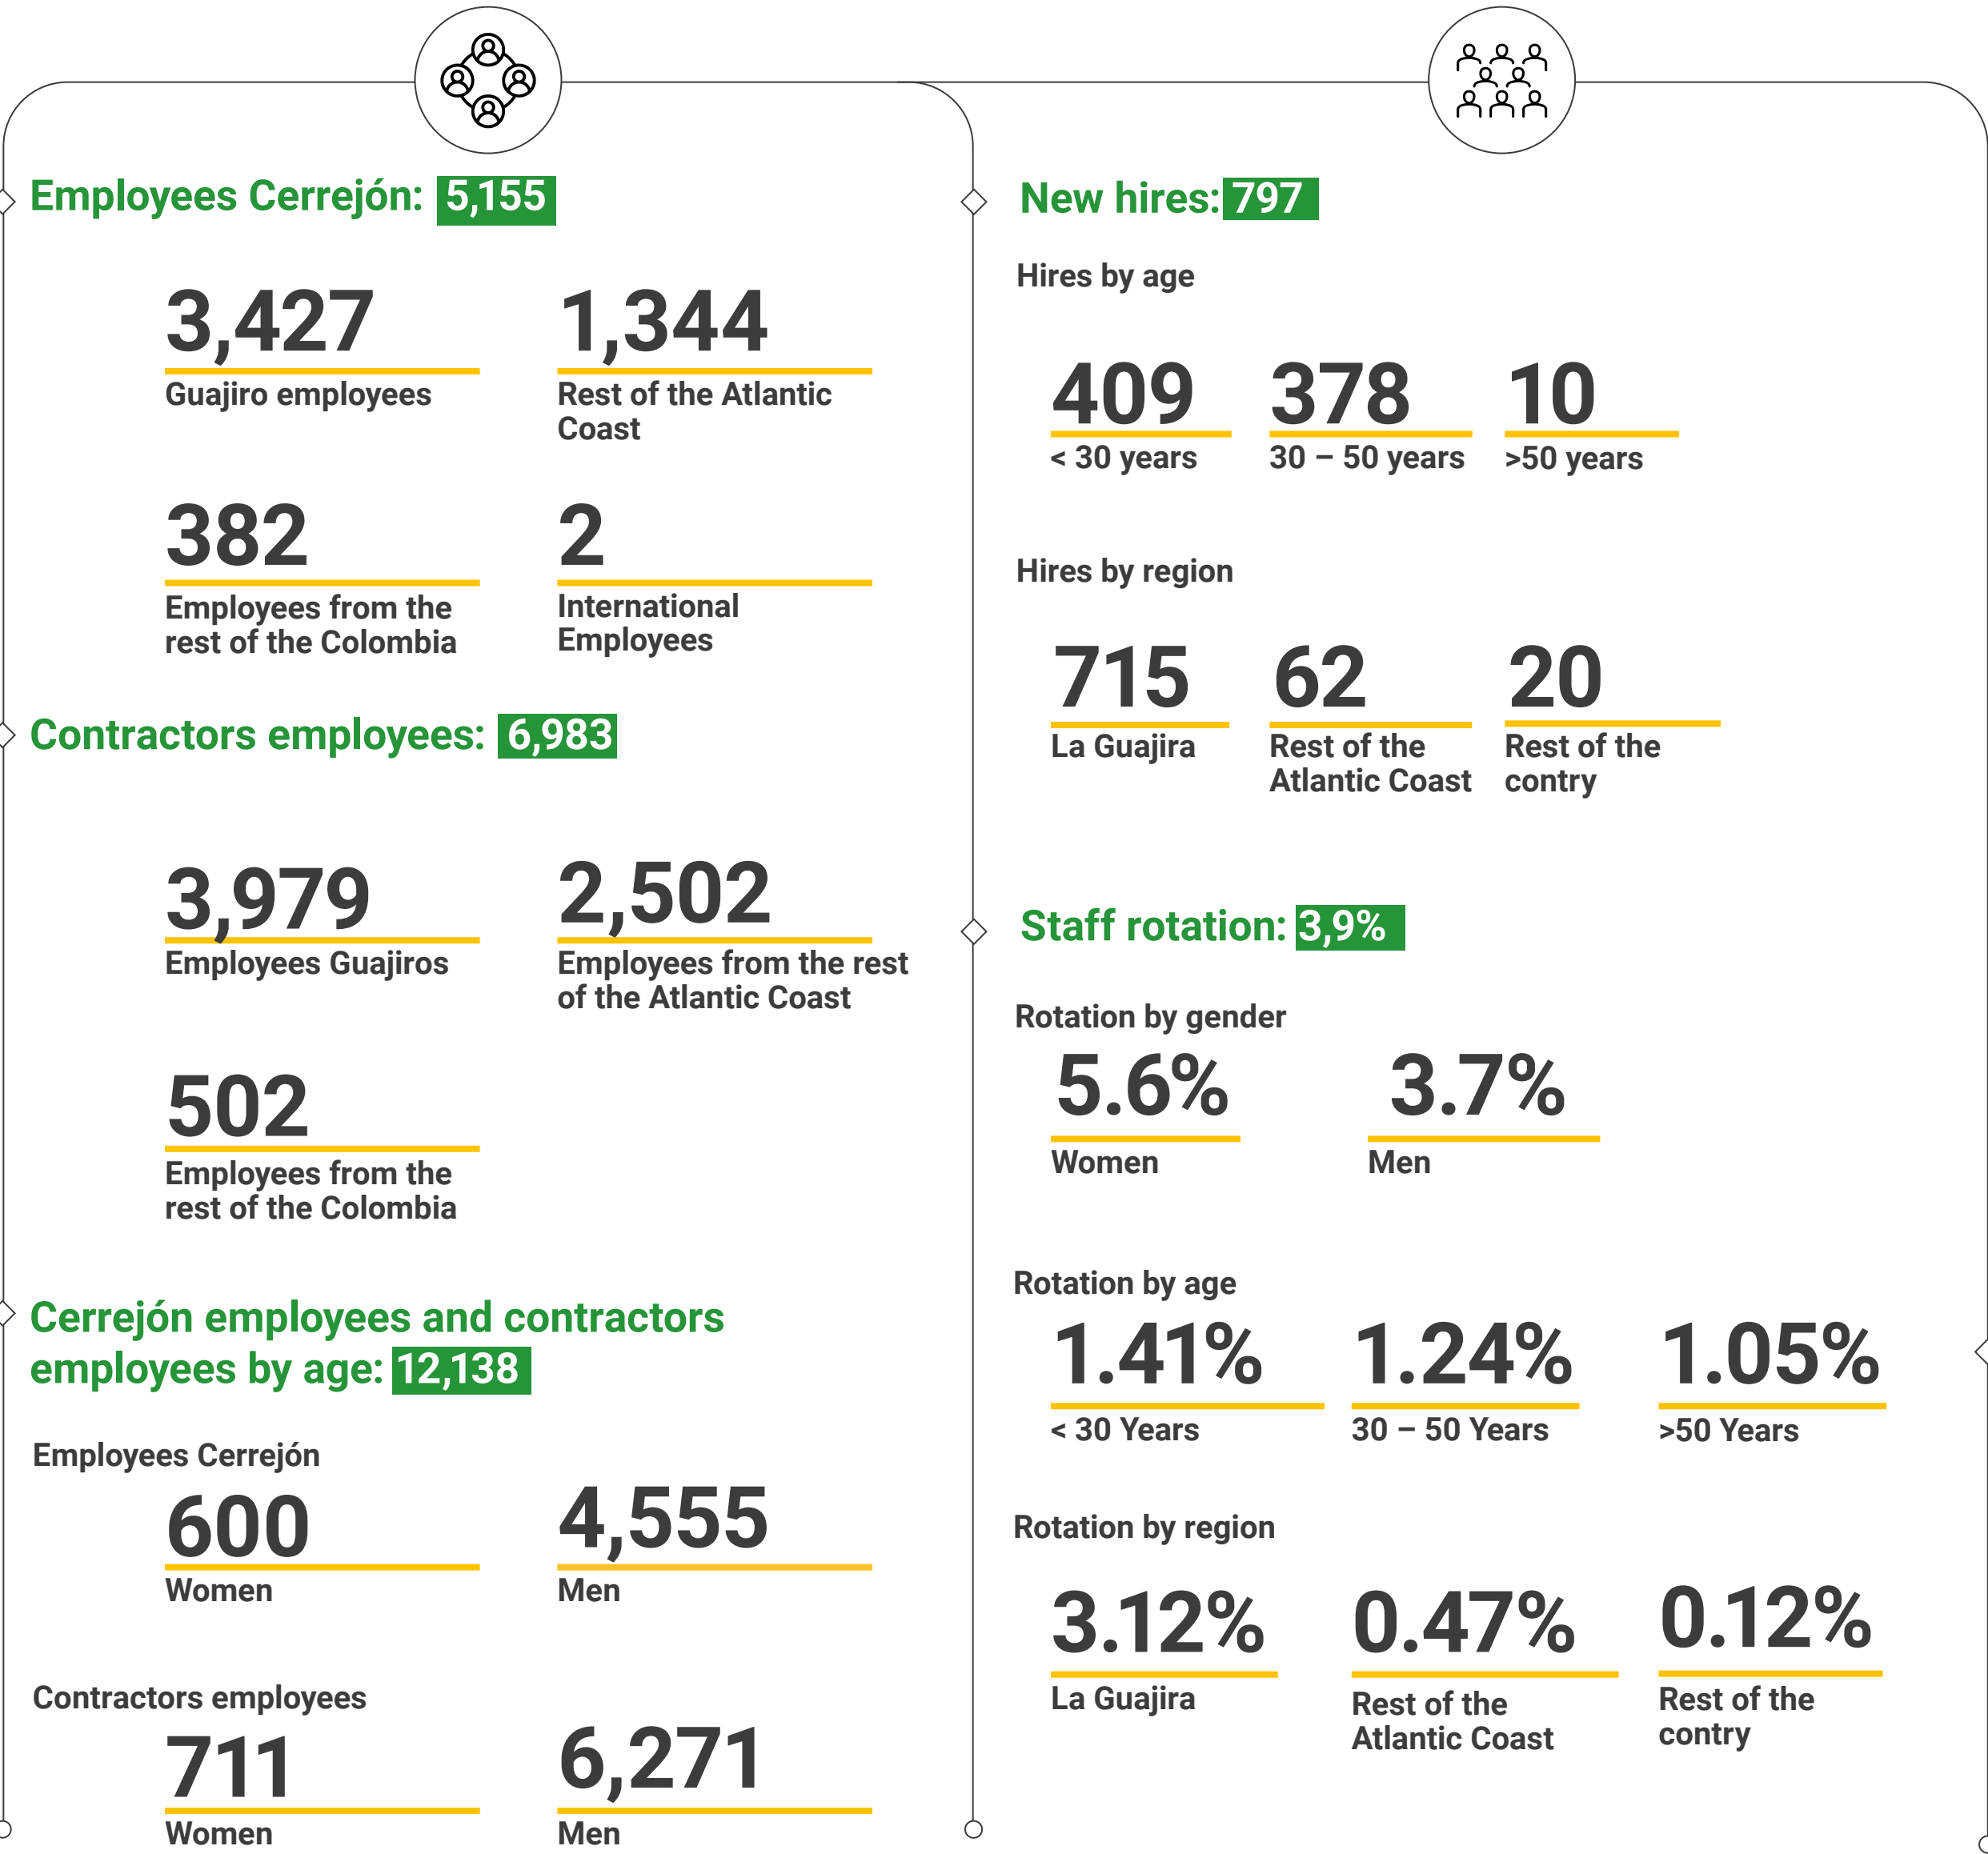 Employees Cerrejón: 5,155
3,427
Guajiro employees
1,344
Rest of the Atlantic
Coast
382
Employees from the
rest of the Colombia
2
International
Employees
Contractors employees: 6,983
3,979
Employees Guajiros
2,502
Employees from the rest
of the Atlantic Coast
502
Employees from the
rest of the Colombia
Cerrejón employees and contractors
employees by age: 12,138
Employees Cerrejón
600
Women
4,555
Men
Contractors employees
711
Women
6,271
Men
New hires: 797
Hires by age
409
< 30 years
378
30 – 50 years
10
>50 years
Hires by region
715
La Guajira
62
Rest of the
Atlantic Coast
20
Rest of the
contry
Staff rotation: 3,9%
Rotation by gender
5.6%
Women
3.7%
Men
Rotation by age
1.41%
< 30 Years
1.24%
30 – 50 Years
1.05%
>50 Years
Rotation by region
3.12%
La Guajira
0.47%
Rest of the
Atlantic Coast
0.12%
Rest of the
contry